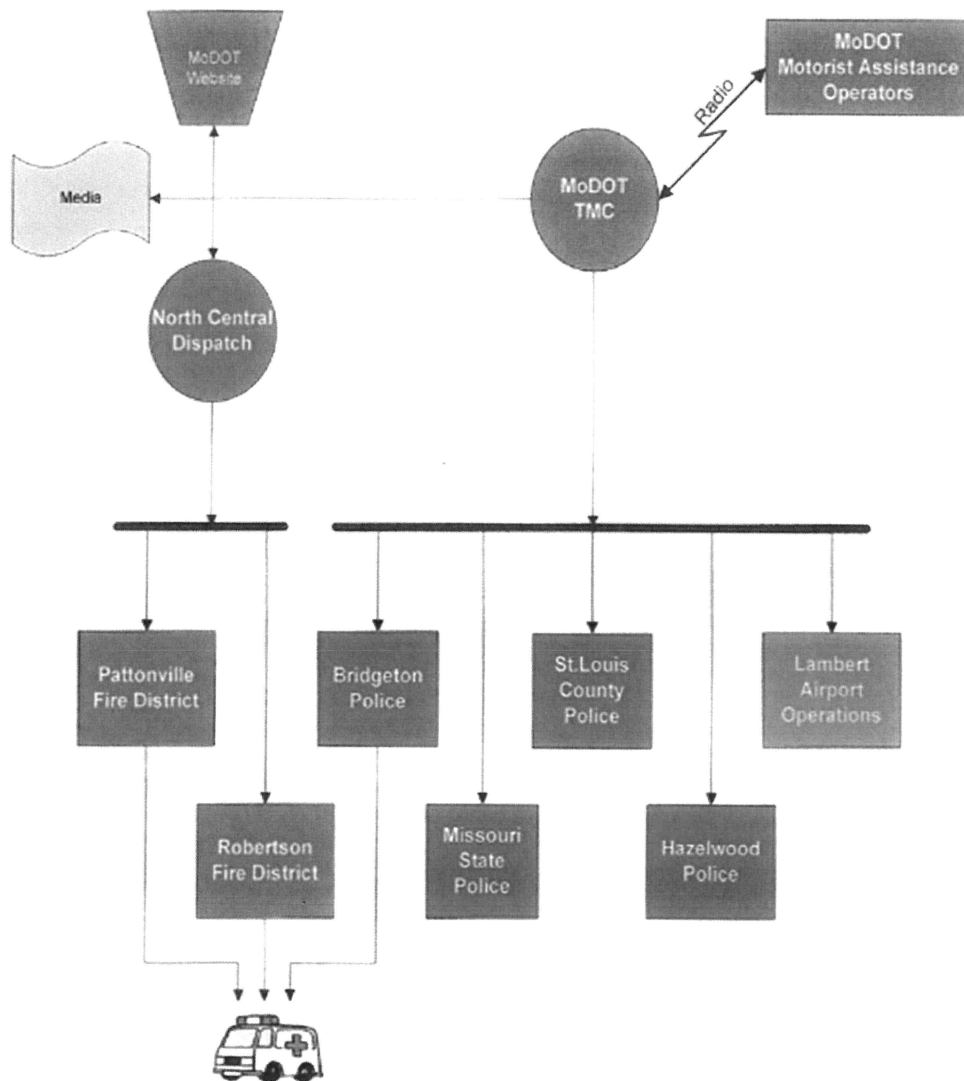 MoDOT
Website
MoDOT
Motorist Assistance
Operators
Radio
Media
MoDOT
TMC
North Central
Dispatch
Pattonville
Fire District
Bridgeton
Police
St.Louis
County
Police
Lambert
Airport
Operations
Robertson
Fire District
Missouri
State
Police
Hazelwood
Police